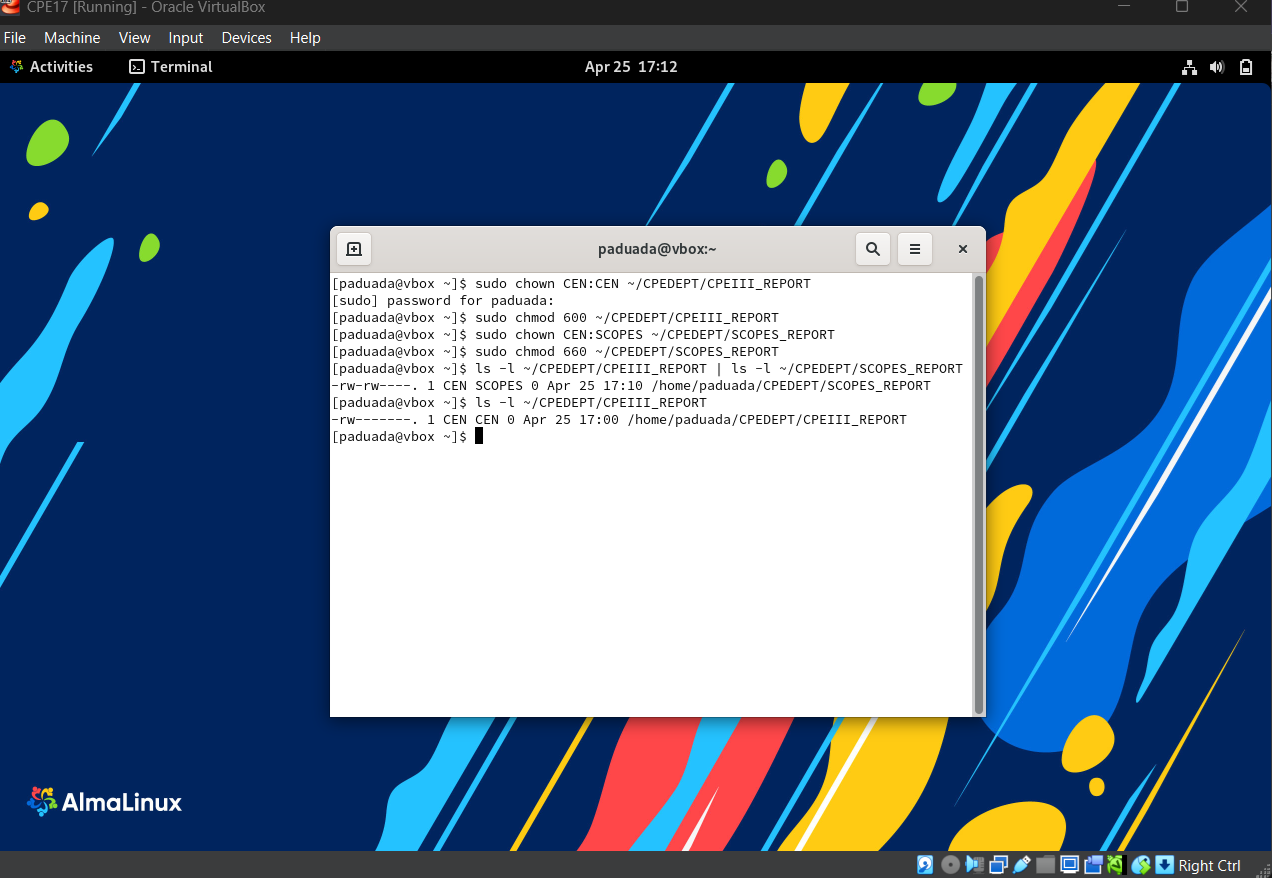 CPE17 [Running] - Oracle VirtualBox
File Machine View Input Devices Help
Activities Terminal Apr 25 17:12
paduada@vbox:~
[paduada@vbox ~]$ sudo chown CEN:CEN ~/CPEDEPT/CPEIII_REPORT
[sudo] password for paduada:
[paduada@vbox ~]$ sudo chmod 600 ~/CPEDEPT/CPEIII_REPORT
[paduada@vbox ~]$ sudo chown CEN:SCOPES ~/CPEDEPT/SCOPES_REPORT
[paduada@vbox ~]$ sudo chmod 660 ~/CPEDEPT/SCOPES_REPORT
[paduada@vbox ~]$ ls -l ~/CPEDEPT/CPEIII_REPORT | ls -l ~/CPEDEPT/SCOPES_REPORT
-rw-rw----. 1 CEN SCOPES 0 Apr 25 17:10 /home/paduada/CPEDEPT/SCOPES_REPORT
[paduada@vbox ~]$ ls -l ~/CPEDEPT/CPEIII_REPORT
-rw-------. 1 CEN CEN 0 Apr 25 17:00 /home/paduada/CPEDEPT/CPEIII_REPORT
[paduada@vbox ~]$
AlmaLinux
Right Ctrl